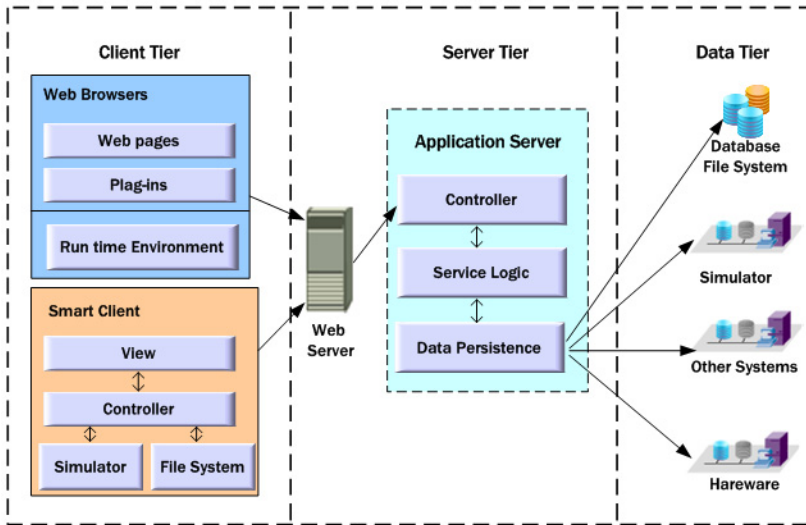 Client Tier
Server Tier
Data Tier
Web Browsers
Web pages
Plag-ins
Run time Environment
Smart Client
View
Controller
Simulator
File System
Web
Server
Application Server
Controller
Service Logic
Data Persistence
Database
File System
Simulator
Other Systems
Hareware